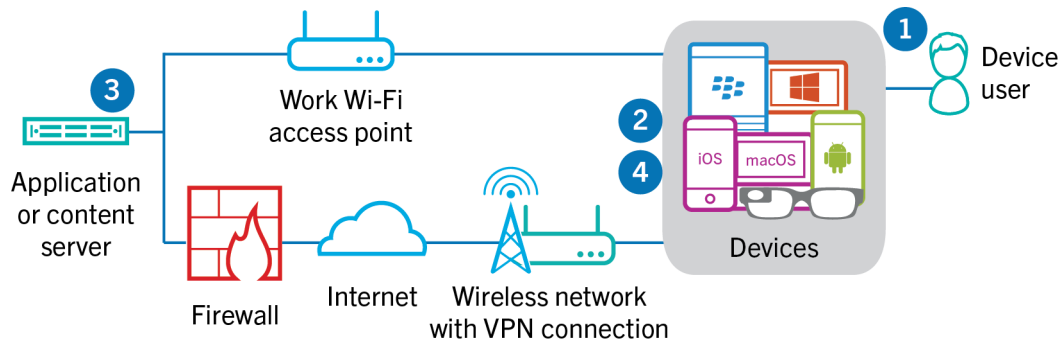 1
Device
user
3
Work Wi-Fi
access point
2
4
iOS
macOS
Application
or content
server
Devices
Firewall
Internet
Wireless network
with VPN connection